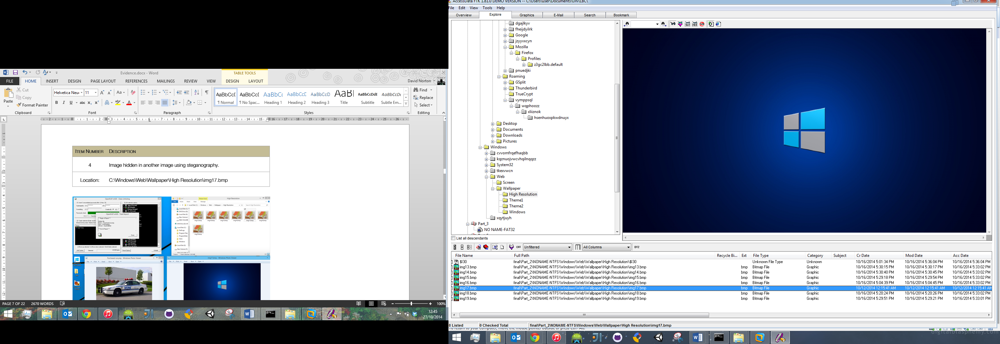 Evidence.docx - Word
TABLE TOOLS
FILE HOME INSERT DESIGN PAGE LAYOUT REFERENCES MAILINGS REVIEW VIEW DESIGN LAYOUT
David Norton
Paste
Cut
Copy
Format Painter
Clipboard
Helvetica Neu 11
Font
Paragraph
AaBbCcI AaBbCcI AaBbC AaBbCcI AaBbCcD AaBI AaBbCcDdE AaBbCcDc
¶ Normal ¶ No Spac... Heading 1 Heading 2 Heading 3 Title Subtitle Subtle Em...
Styles
Find
Replace
Select
Editing
ITEM NUMBER DESCRIPTION
4 Image hidden in another image using steganography.
Location: C:\Windows\Web\Wallpaper\High Resolution\img17.bmp
OpenPuff v4.00 - Data Unhiding
OpenPuff v4.00 - Task Report
High Resolution
Purchased car.png - Windows Photo Viewer
img17.bmp - Windows Photo Viewer
PAGE 7 OF 22 2670 WORDS
100%
12:45
27/10/2014
AccessData FTK 1.81.0 DEMO VERSION -- C:\Users\user\Documents\Uni\LBC\
File Edit View Tools Help
Overview Explore Graphics E-Mail Search Bookmark
dgajlkyv
fheijdyilrk
Google
jzyyvxcyn
Mozilla
Firefox
Profiles
z3gc2lbb.default
pnuedjki
Roaming
GSplit
Thunderbird
TrueCrypt
vymppsql
wqphoozz
xliiznok
hsenhuoxpkwdnuyx
Desktop
Documents
Downloads
Pictures
Windows
cvvomfrqefhaqbb
kqznuojvwcvhqilnqqzz
System32
tkexvwcn
Web
Screen
Wallpaper
High Resolution
Theme1
Theme2
Windows
xqytjuyh
Part_3
NO NAME-FAT32
List all descendants
OFF Unfiltered All Columns DTZ
File Name Full Path Recycle Bi... Ext File Type Category Subject Cr Date Mod Date Acc Date
$I30 final\Part_2\NONAME-NTFS\Windows\Web\Wallpaper\High Resolution\$I30 Unknown File Type Unknown 10/16/2014 5:01:34 PM 10/16/2014 5:36:04 PM 10/16/2014 5:36:04 PM
img13.bmp final\Part_2\NONAME-NTFS\Windows\Web\Wallpaper\High Resolution\img13.bmp bmp Bitmap File Graphic 10/16/2014 5:30:15 PM 10/16/2014 5:30:17 PM 10/16/2014 5:33:02 PM
img14.bmp final\Part_2\NONAME-NTFS\Windows\Web\Wallpaper\High Resolution\img14.bmp bmp Bitmap File Graphic 10/16/2014 5:30:40 PM 10/16/2014 5:30:45 PM 10/16/2014 5:33:02 PM
img15.bmp final\Part_2\NONAME-NTFS\Windows\Web\Wallpaper\High Resolution\img15.bmp bmp Bitmap File Graphic 10/16/2014 5:29:18 PM 10/16/2014 5:29:54 PM 10/16/2014 5:33:02 PM
img16.bmp final\Part_2\NONAME-NTFS\Windows\Web\Wallpaper\High Resolution\img16.bmp bmp Bitmap File Graphic 10/16/2014 5:04:39 PM 10/16/2014 5:04:45 PM 10/16/2014 5:33:02 PM
img17.bmp final\Part_2\NONAME-NTFS\Windows\Web\Wallpaper\High Resolution\img17.bmp bmp Bitmap File Graphic 10/12/2014 12:15:41 AM 10/12/2014 12:15:41 AM 10/12/2014 12:15:41 AM
img18.bmp final\Part_2\NONAME-NTFS\Windows\Web\Wallpaper\High Resolution\img18.bmp bmp Bitmap File Graphic 10/16/2014 5:20:24 PM 10/16/2014 5:20:26 PM 10/16/2014 5:33:02 PM
img19.bmp final\Part_2\NONAME-NTFS\Windows\Web\Wallpaper\High Resolution\img19.bmp bmp Bitmap File Graphic 10/16/2014 5:29:51 PM 10/16/2014 5:29:21 PM 10/16/2014 5:33:01 PM
8 Listed 0 Checked Total final\Part_2\NONAME-NTFS\Windows\Web\Wallpaper\High Resolution\img17.bmp
To return to your computer, move the mouse pointer outside or press Ctrl+Alt.
digitalblasphemy.com